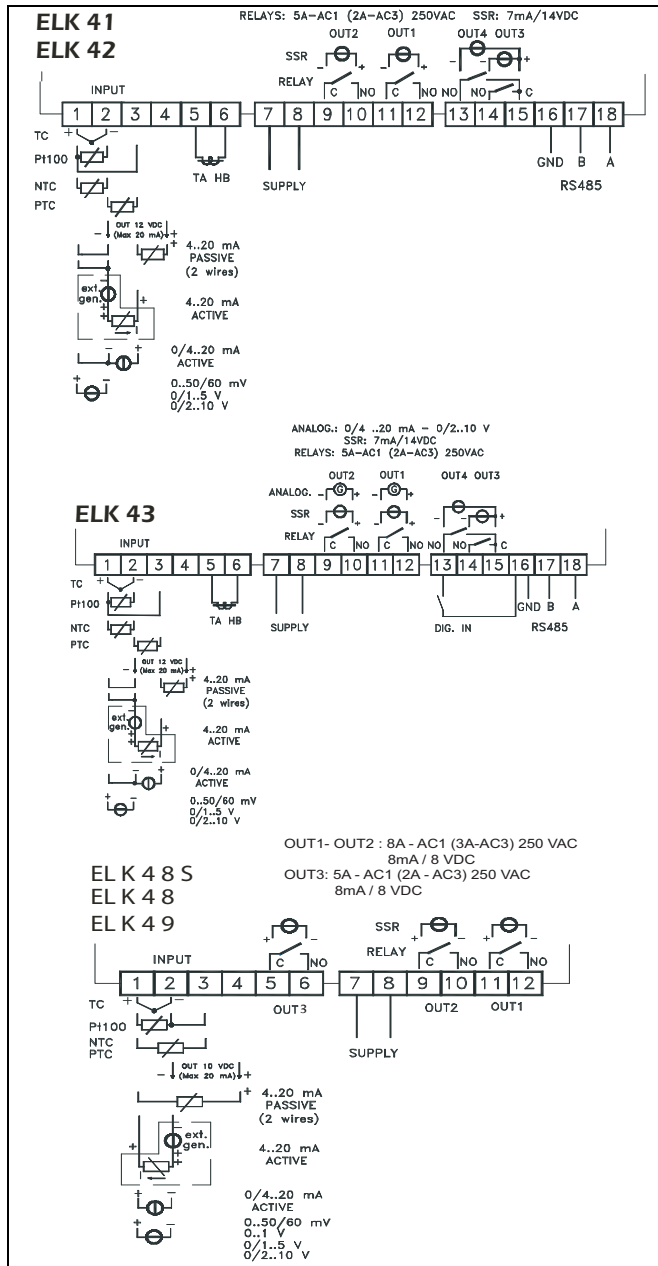 ELK 41
ELK 42
RELAYS: 5A-AC1 (2A-AC3) 250VAC SSR: 7mA/14VDC
OUT2 OUT1 OUT4 OUT3
SSR
RELAY
INPUT
C NO C NO NO NO C
1 2 3 4 5 6 7 8 9 10 11 12 13 14 15 16 17 18
TC + -
Pt100
NTC
PTC
TA HB
SUPPLY
GND B A
RS485
OUT 12 VDC
(Max 20 mA)
4..20 mA
PASSIVE
(2 wires)
ext.
gen.
4..20 mA
ACTIVE
0/4..20 mA
ACTIVE
0..50/60 mV
0/1..5 V
0/2..10 V
ANALOG.: 0/4 ..20 mA - 0/2..10 V
SSR: 7mA/14VDC
RELAYS: 5A-AC1 (2A-AC3) 250VAC
OUT2 OUT1 OUT4 OUT3
ANALOG. - G + - G +
ELK 43
SSR
RELAY
INPUT
C NO C NO NO NO C
1 2 3 4 5 6 7 8 9 10 11 12 13 14 15 16 17 18
TC + -
Pt100
NTC
PTC
TA HB
SUPPLY
DIG. IN
GND B A
RS485
OUT 12 VDC
(Max 20 mA)
4..20 mA
PASSIVE
(2 wires)
ext.
gen.
4..20 mA
ACTIVE
0/4..20 mA
ACTIVE
0..50/60 mV
0/1..5 V
0/2..10 V
OUT1- OUT2 : 8A - AC1 (3A-AC3) 250 VAC
8mA / 8 VDC
OUT3: 5A - AC1 (2A - AC3) 250 VAC
8mA / 8 VDC
ELK 48S
ELK 48
ELK 49
SSR
RELAY
INPUT
C NO C NO C NO
1 2 3 4 5 6 7 8 9 10 11 12
OUT3 OUT2 OUT1
TC + -
Pt100
NTC
PTC
SUPPLY
OUT 10 VDC
(Max 20 mA)
4..20 mA
PASSIVE
(2 wires)
ext.
gen.
4..20 mA
ACTIVE
0/4..20 mA
ACTIVE
0..50/60 mV
0..1 V
0/1..5 V
0/2..10 V